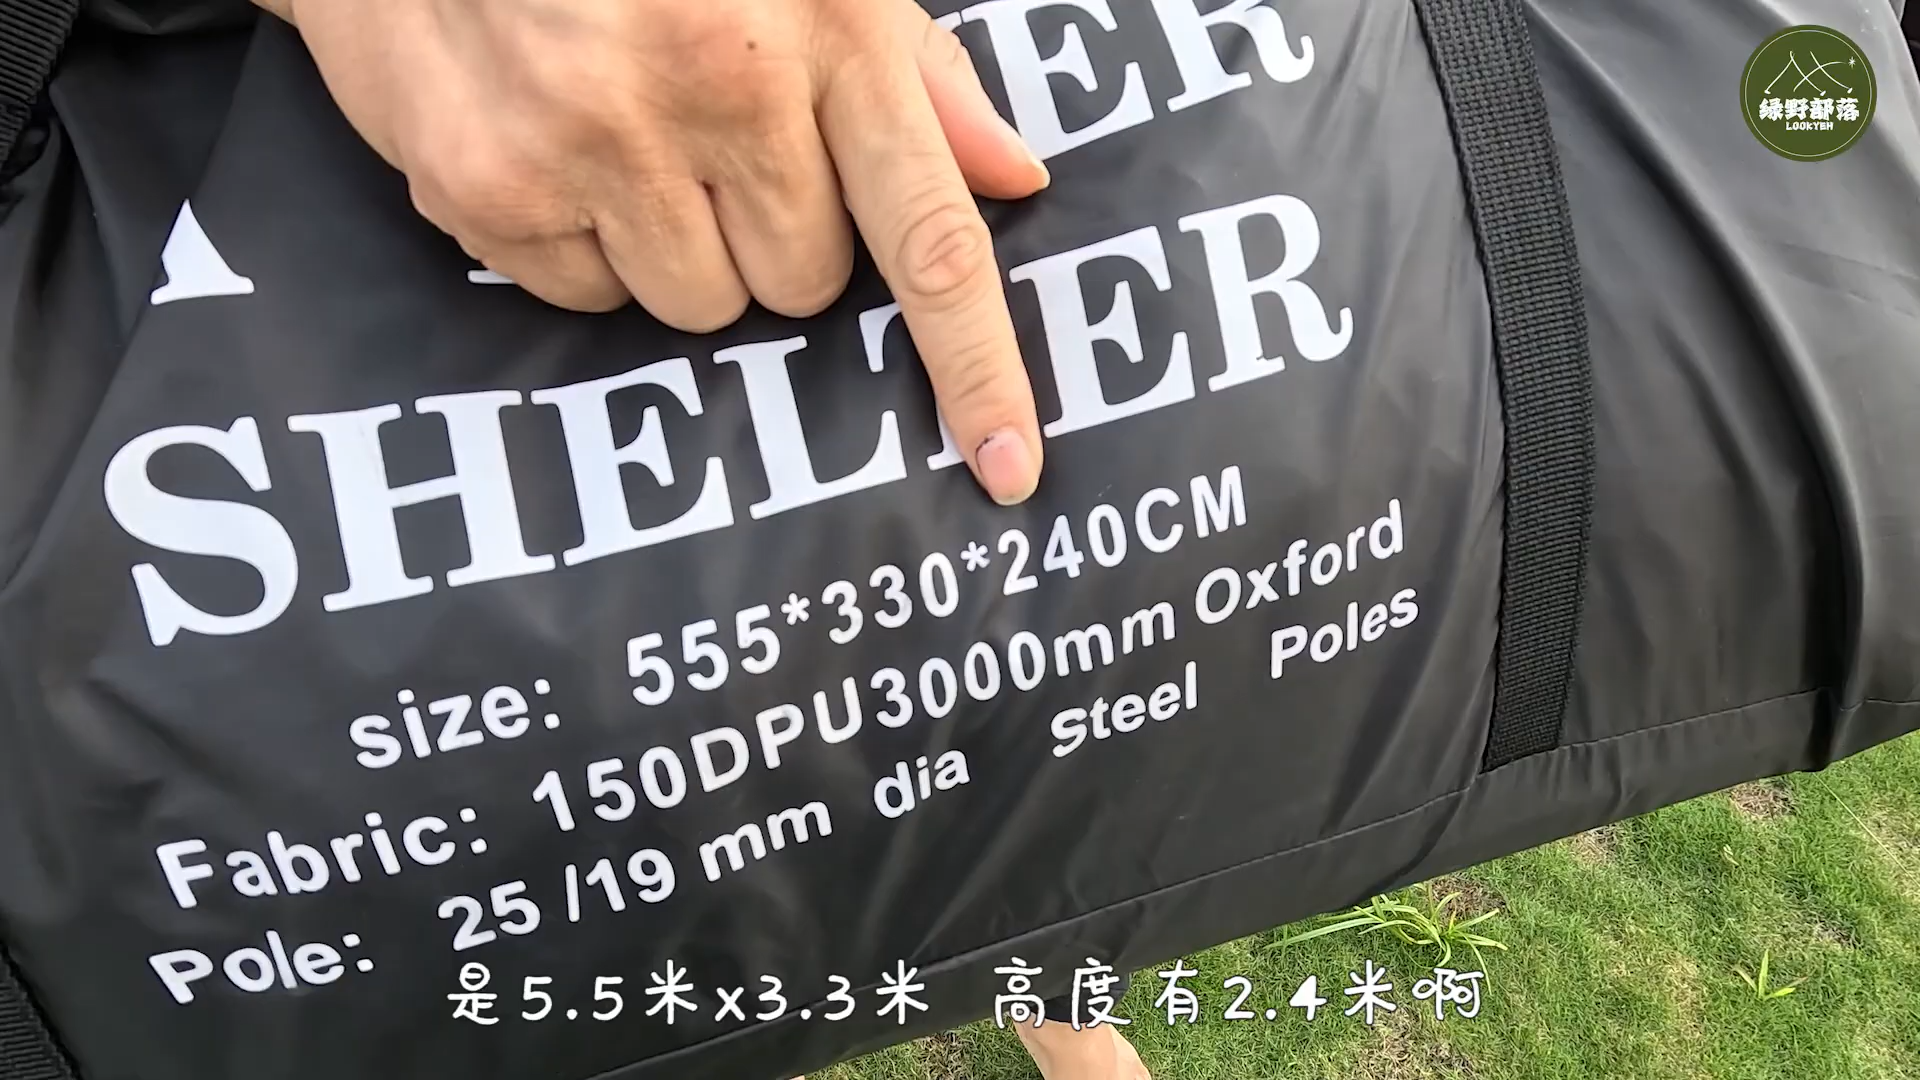 绿野部落
LOOKYEH
SHELTER
size: 555*330*240CM
Fabric: 150DPU3000mm Oxford
Pole: 25/19 mm dia Steel Poles
是5.5米x3.3米 高度有2.4米啊